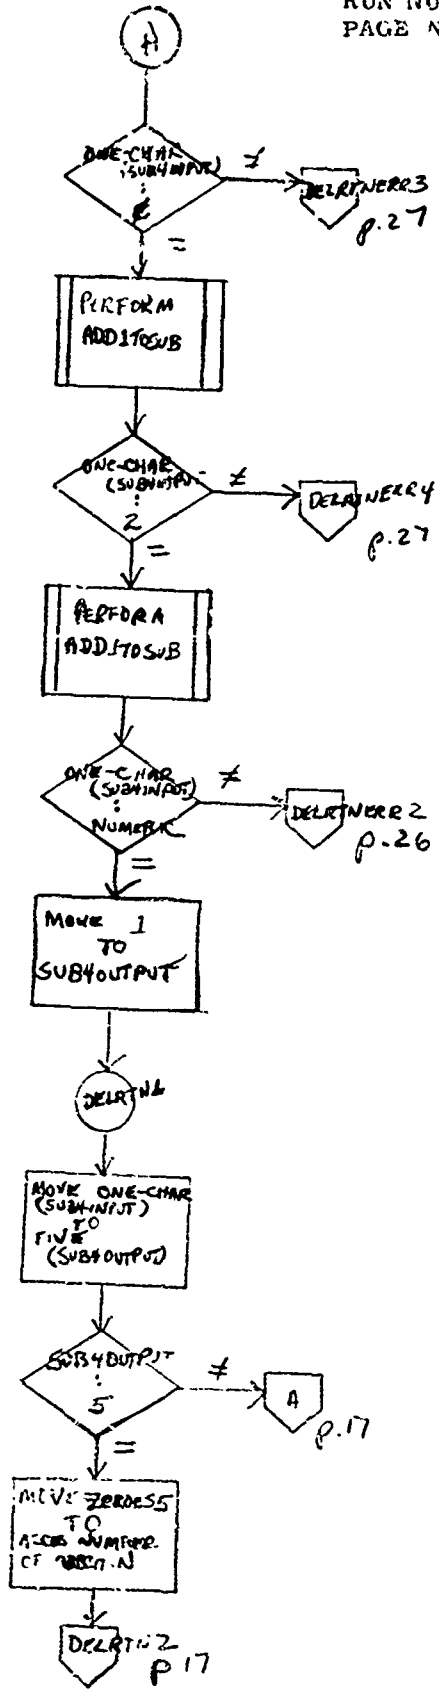 RUN NO
PAGE N
A
ONE-CHAR
(SUB4INPUT)
:
¢
≠
DELRTNERR3
p.27
=
PERFORM
ADD1TOSUB
ONE-CHAR
(SUB4INPUT)
:
2
≠
DELRTNERR4
p.27
=
PERFORM
ADD1TOSUB
ONE-CHAR
(SUB4INPUT)
:
NUMERIC
≠
DELRTNERR2
p.26
=
MOVE 1
TO
SUB4OUTPUT
DELRTN1
MOVE ONE-CHAR
(SUB4INPUT)
TO
FIVE
(SUB4OUTPUT)
SUB4OUTPUT
:
5
≠
A
p.17
=
MOVE ZEROES5
TO
OF
DELRTN2
p 17